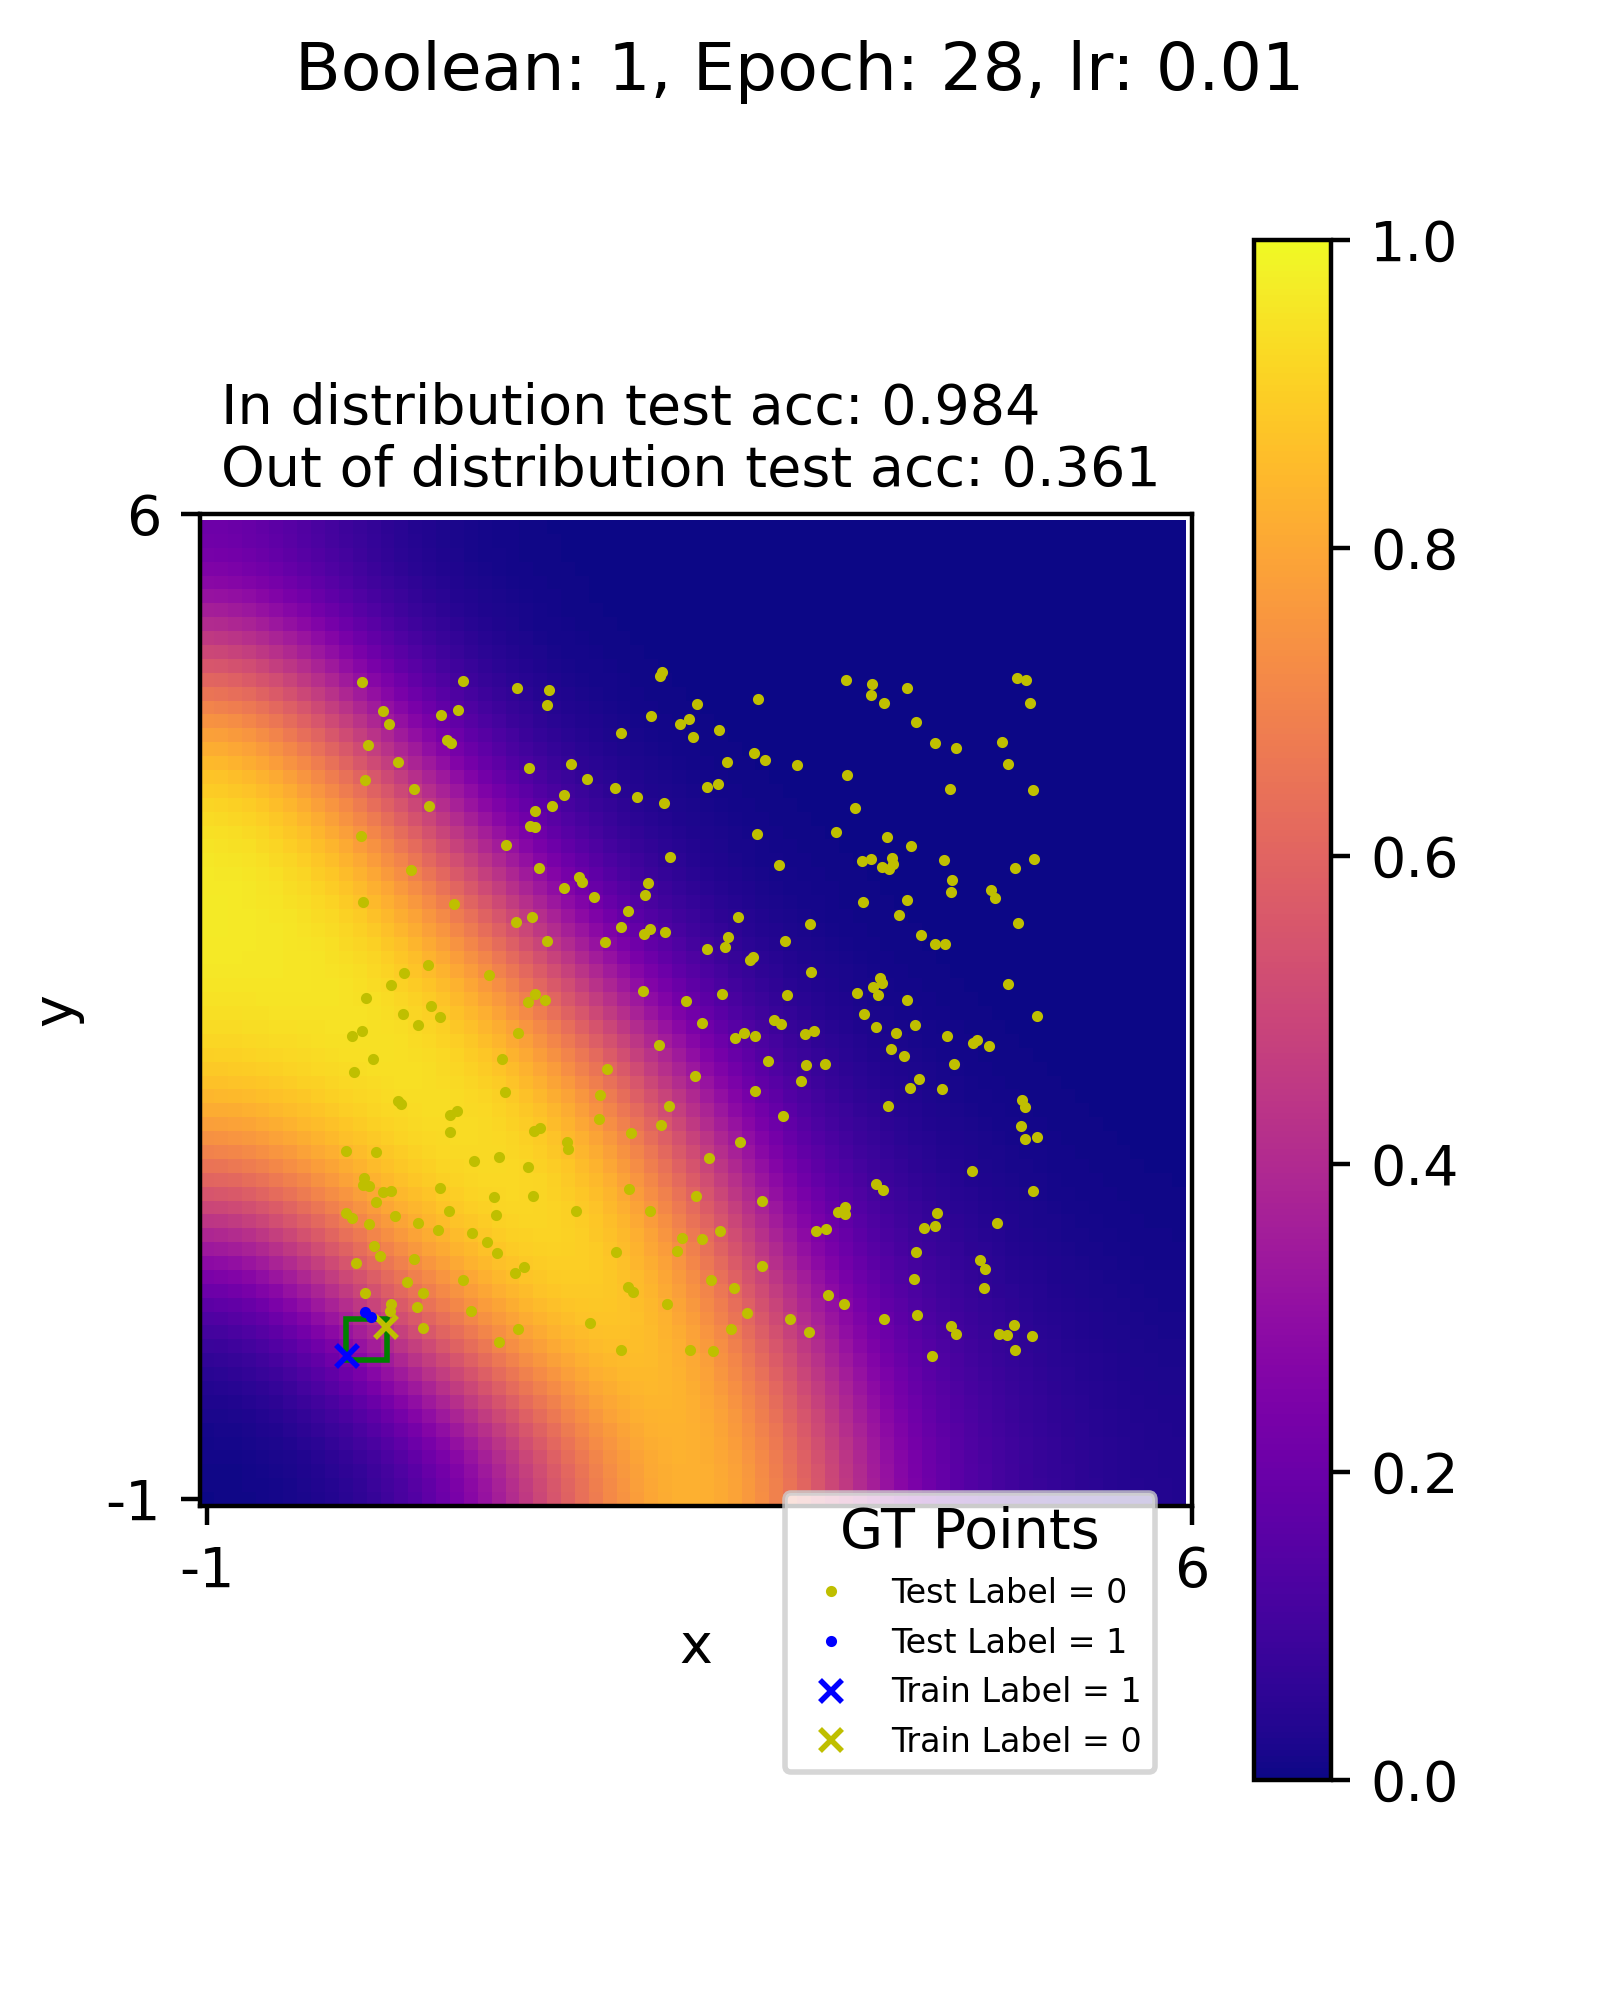 Boolean: 1, Epoch: 28, lr: 0.01
In distribution test acc: 0.984
Out of distribution test acc: 0.361
6
y
-1
-1
6
x
GT Points
Test Label = 0
Test Label = 1
Train Label = 1
Train Label = 0
1.0
0.8
0.6
0.4
0.2
0.0